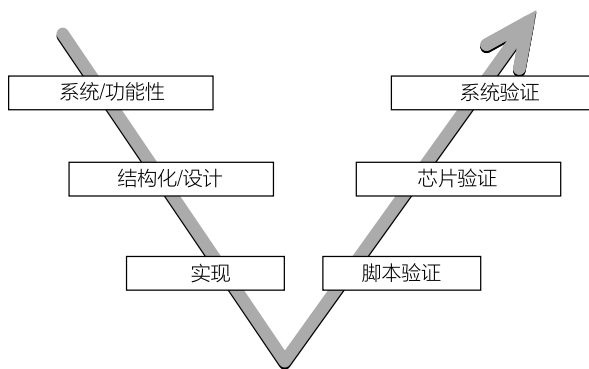 系统/功能性
系统验证
结构化/设计
芯片验证
实现
脚本验证